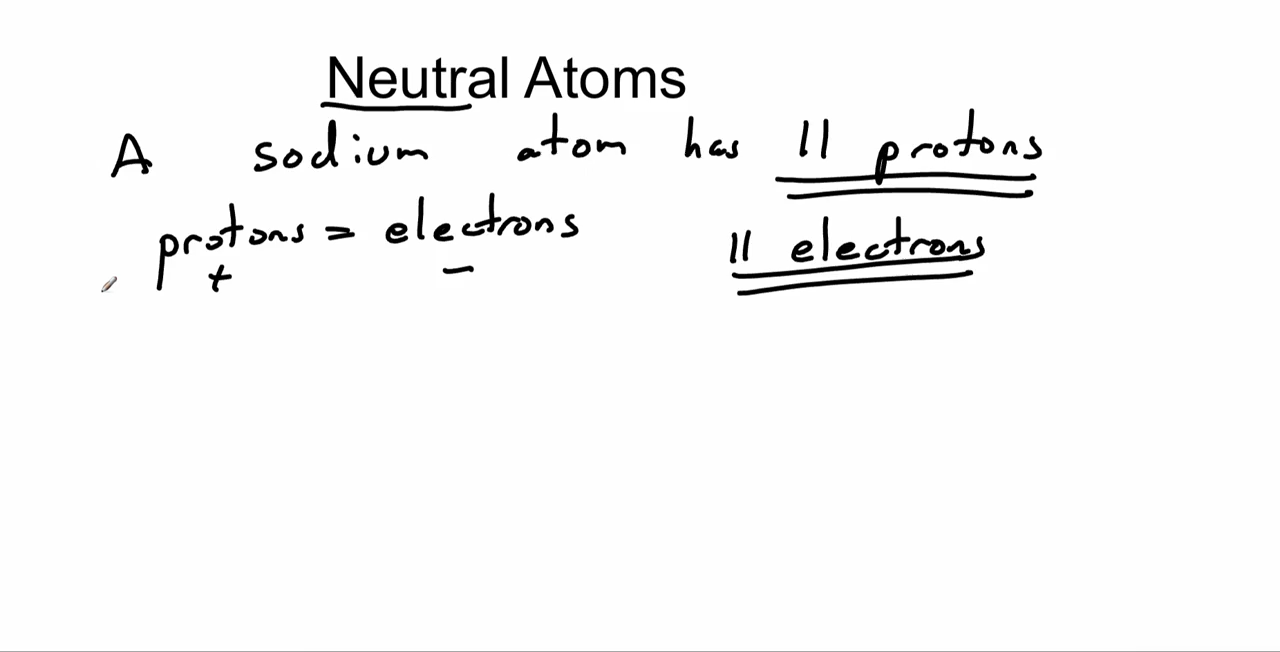 Neutral Atoms
A sodium atom has 11 protons
protons = electrons 11 electrons
+ −